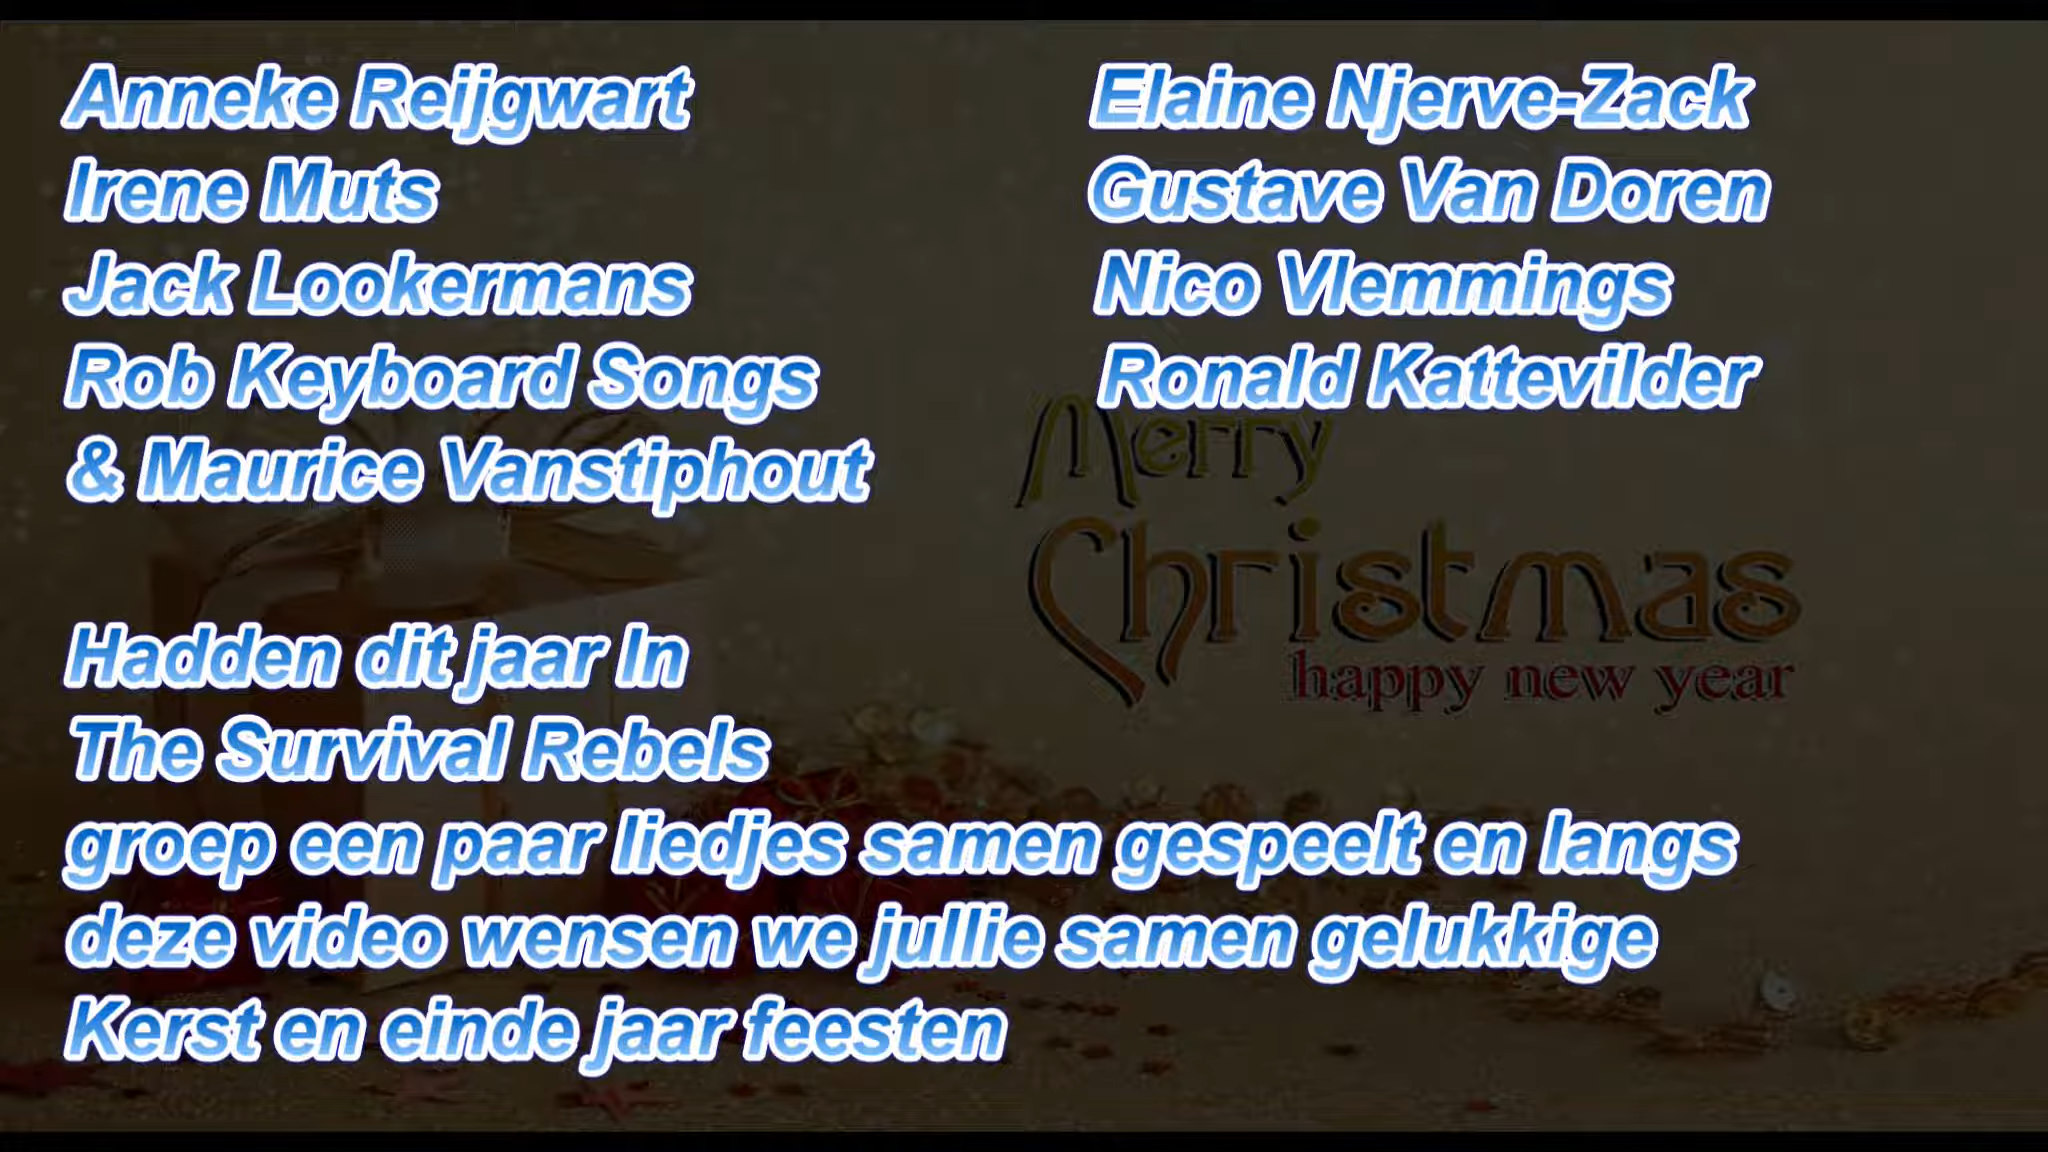 Anneke Reijgwart
Irene Muts
Jack Lookermans
Rob Keyboard Songs
& Maurice Vanstiphout
Elaine Njerve-Zack
Gustave Van Doren
Nico Vlemmings
Ronald Kattevilder
Merry
Christmas
happy new year
Hadden dit jaar In
The Survival Rebels
groep een paar liedjes samen gespeelt en langs
deze video wensen we jullie samen gelukkige
Kerst en einde jaar feesten